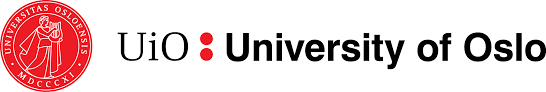 UNIVERSITAS OSLOENSIS
MDCCCXI
UiO : University of Oslo